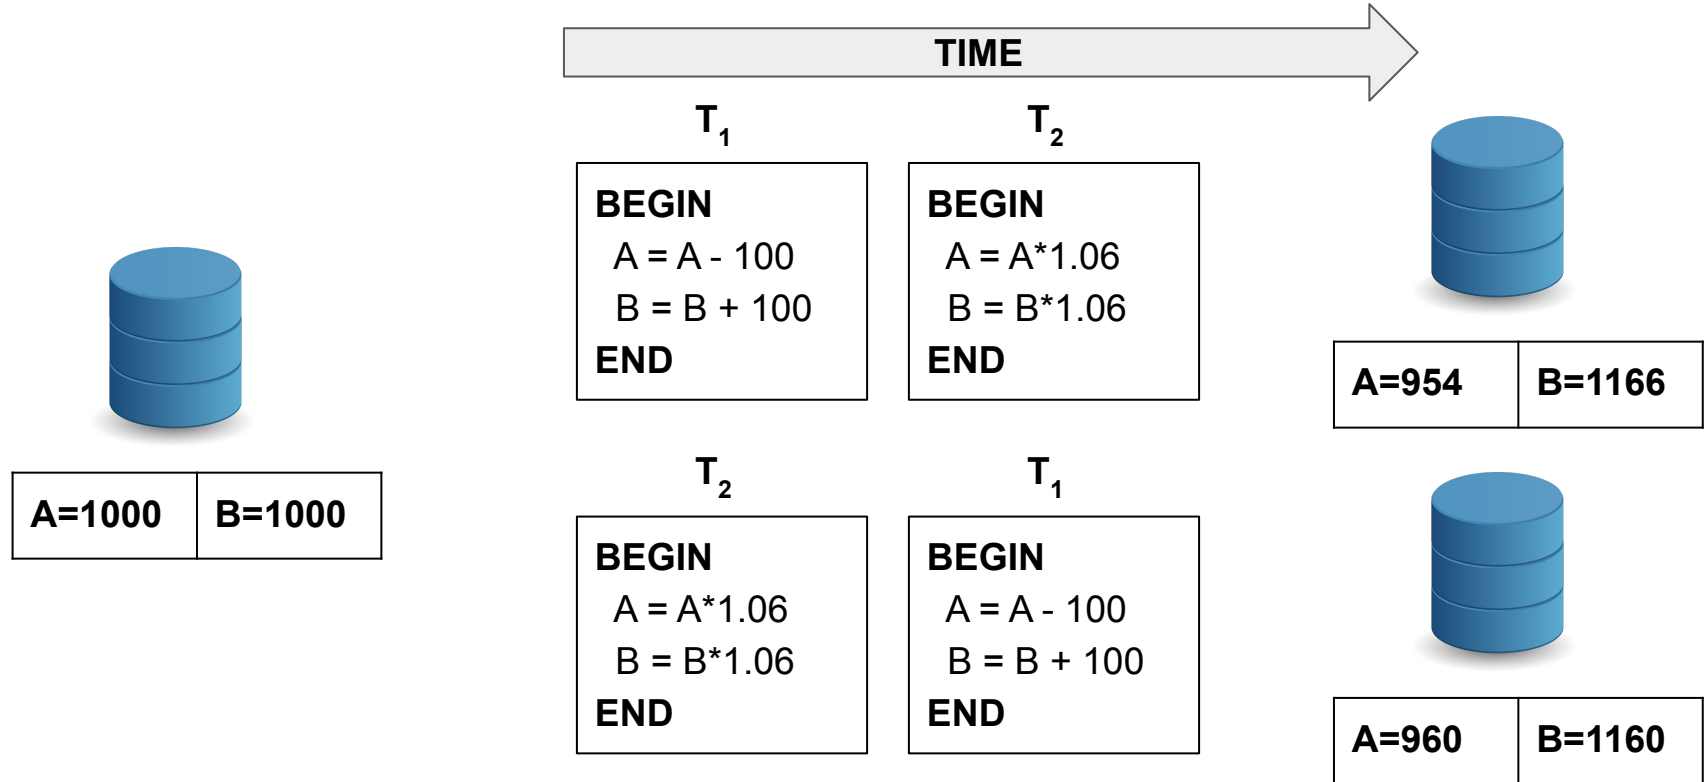 TIME
T1 T2
BEGIN
A = A - 100
B = B + 100
END
BEGIN
A = A*1.06
B = B*1.06
END
A=954 B=1166
A=1000 B=1000
T2 T1
BEGIN
A = A*1.06
B = B*1.06
END
BEGIN
A = A - 100
B = B + 100
END
A=960 B=1160